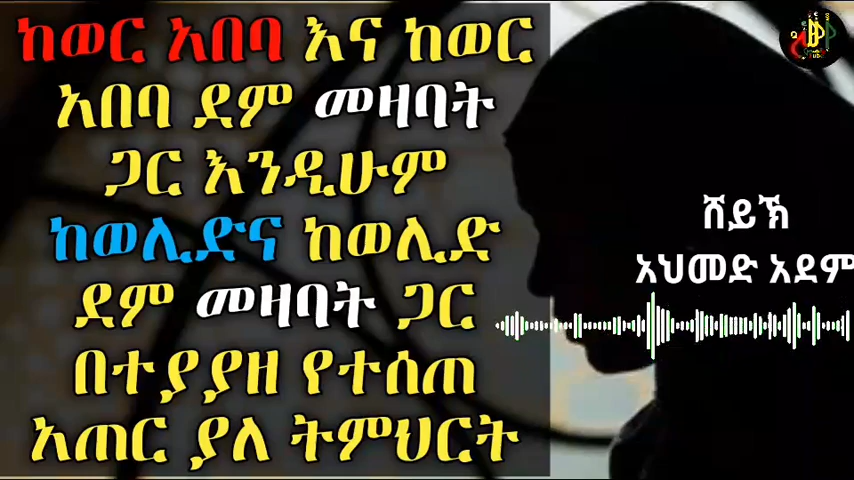 ከወር አበባ እና ከወር
አበባ ደም መዛባት
ጋር እንዲሁም
ከወሊድና ከወሊድ
ደም መዛባት ጋር
በተያያዘ የተሰጠ
አጠር ያለ ትምህርት
ሸይኽ
አህመድ አደም